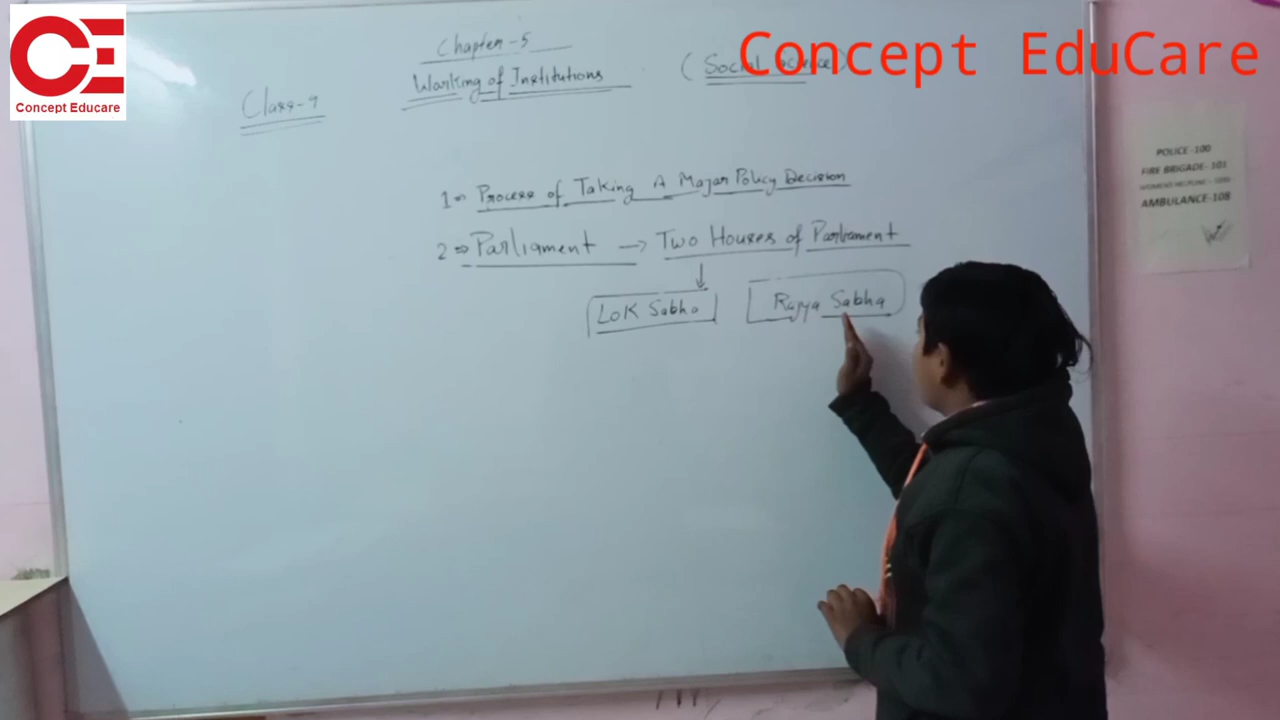 Concept EduCare
Concept Educare
Chapter-5
Working of Institutions
(Social Science)
Class-9
1⇒ Process of Taking A Major Policy Decision
2⇒ Parliament → Two Houses of Parliament
Lok Sabha
Rajya Sabha
POLICE -100
FIRE BRIGADE- 101
AMBULANCE-108